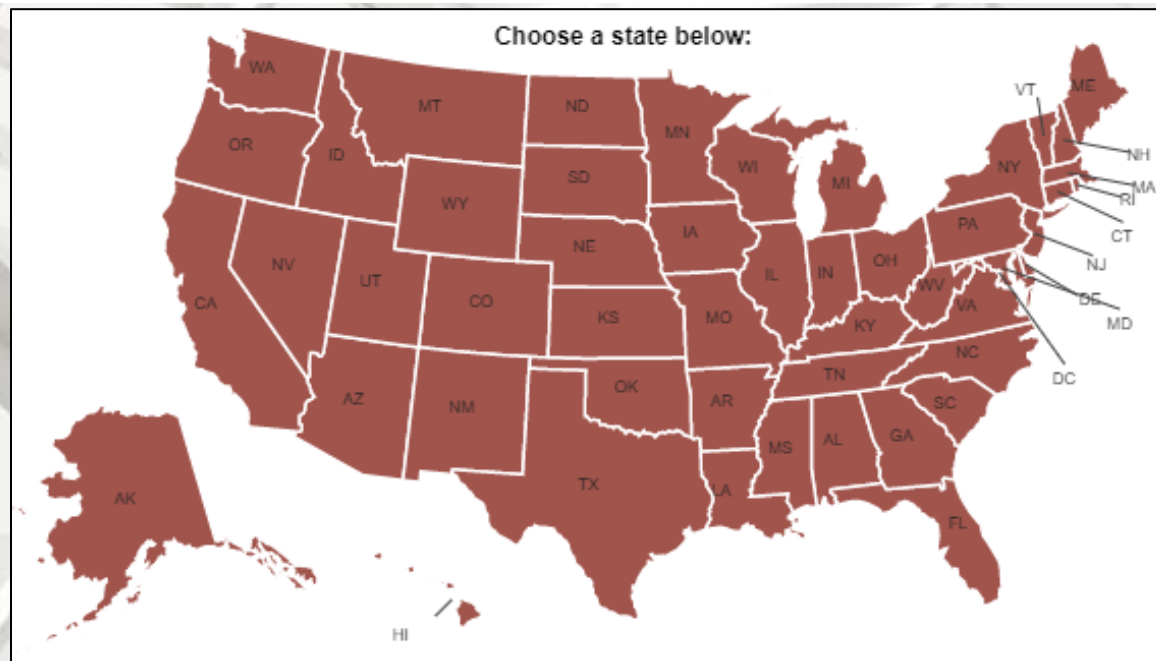 Choose a state below:
WA
MT
ND
MN
VT
ME
OR
ID
SD
WI
MI
NY
NH
MA
RI
WY
IA
PA
CT
NE
NV
UT
CO
IL
IN
OH
NJ
CA
KS
MO
WV
VA
DE
MD
KY
NC
DC
AZ
NM
OK
AR
TN
SC
MS
AL
GA
TX
LA
AK
FL
HI